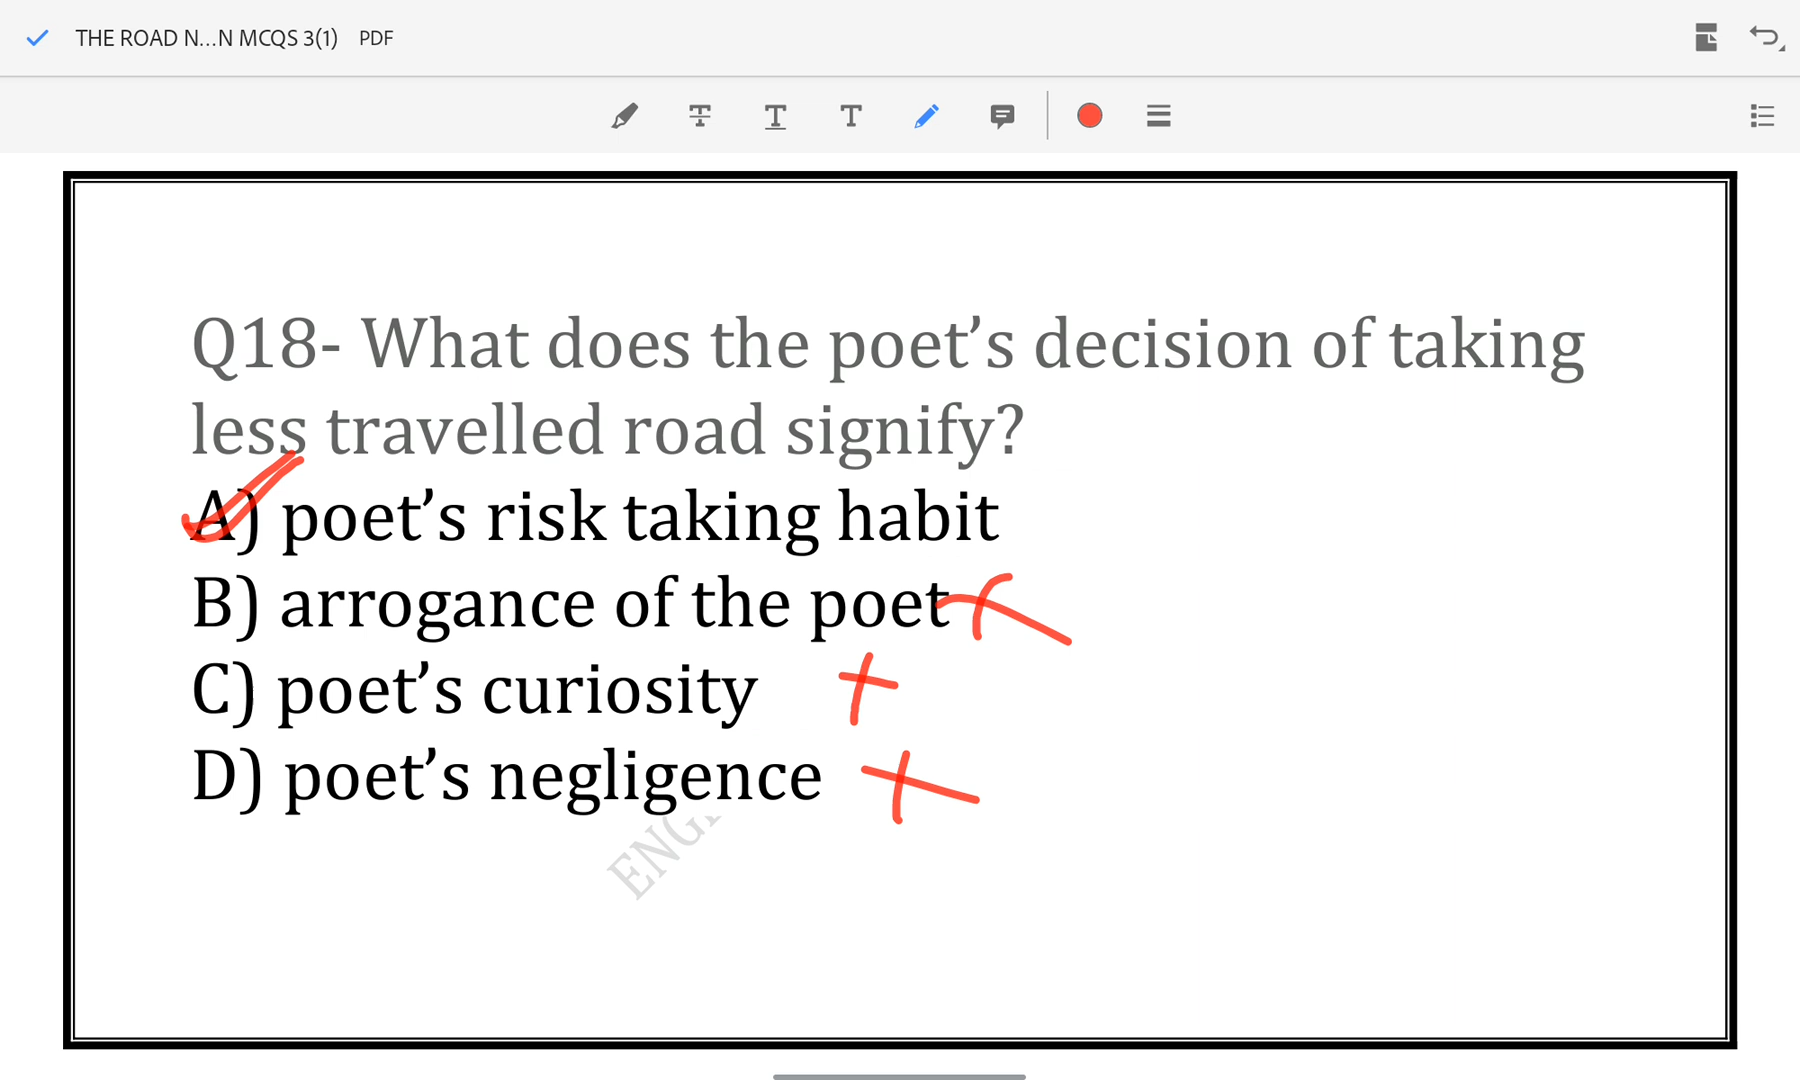 THE ROAD N...N MCQS 3(1) PDF
Q18- What does the poet's decision of taking
less travelled road signify?
A) poet's risk taking habit
B) arrogance of the poet
C) poet's curiosity
D) poet's negligence